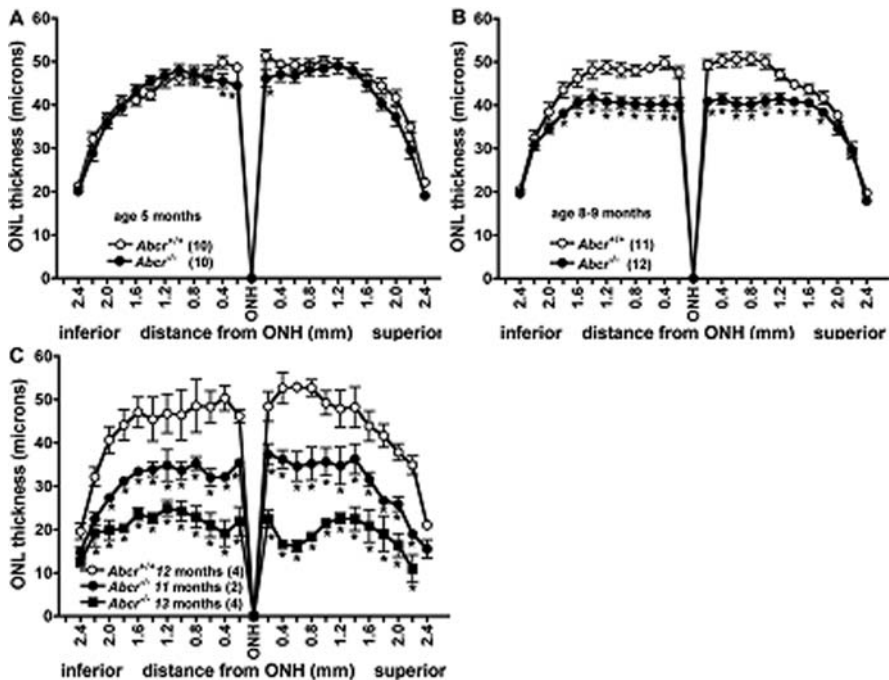 A
ONL thickness (microns)
60
50
40
30
20
10
0
age 5 months
Abcr+/+ (10)
Abcr-/- (10)
2.4
2.0
1.6
1.2
0.8
0.4
ONH
0.4
0.8
1.2
1.6
2.0
2.4
inferior distance from ONH (mm) superior
B
ONL thickness (microns)
60
50
40
30
20
10
0
age 8-9 months
Abcr+/+ (11)
Abcr-/- (12)
2.4
2.0
1.6
1.2
0.8
0.4
ONH
0.4
0.8
1.2
1.6
2.0
2.4
inferior distance from ONH (mm) superior
C
ONL thickness (microns)
60
50
40
30
20
10
0
Abcr+/+ 12 months (4)
Abcr-/- 11 months (2)
Abcr-/- 13 months (4)
2.4
2.0
1.6
1.2
0.8
0.4
ONH
0.4
0.8
1.2
1.6
2.0
2.4
inferior distance from ONH (mm) superior